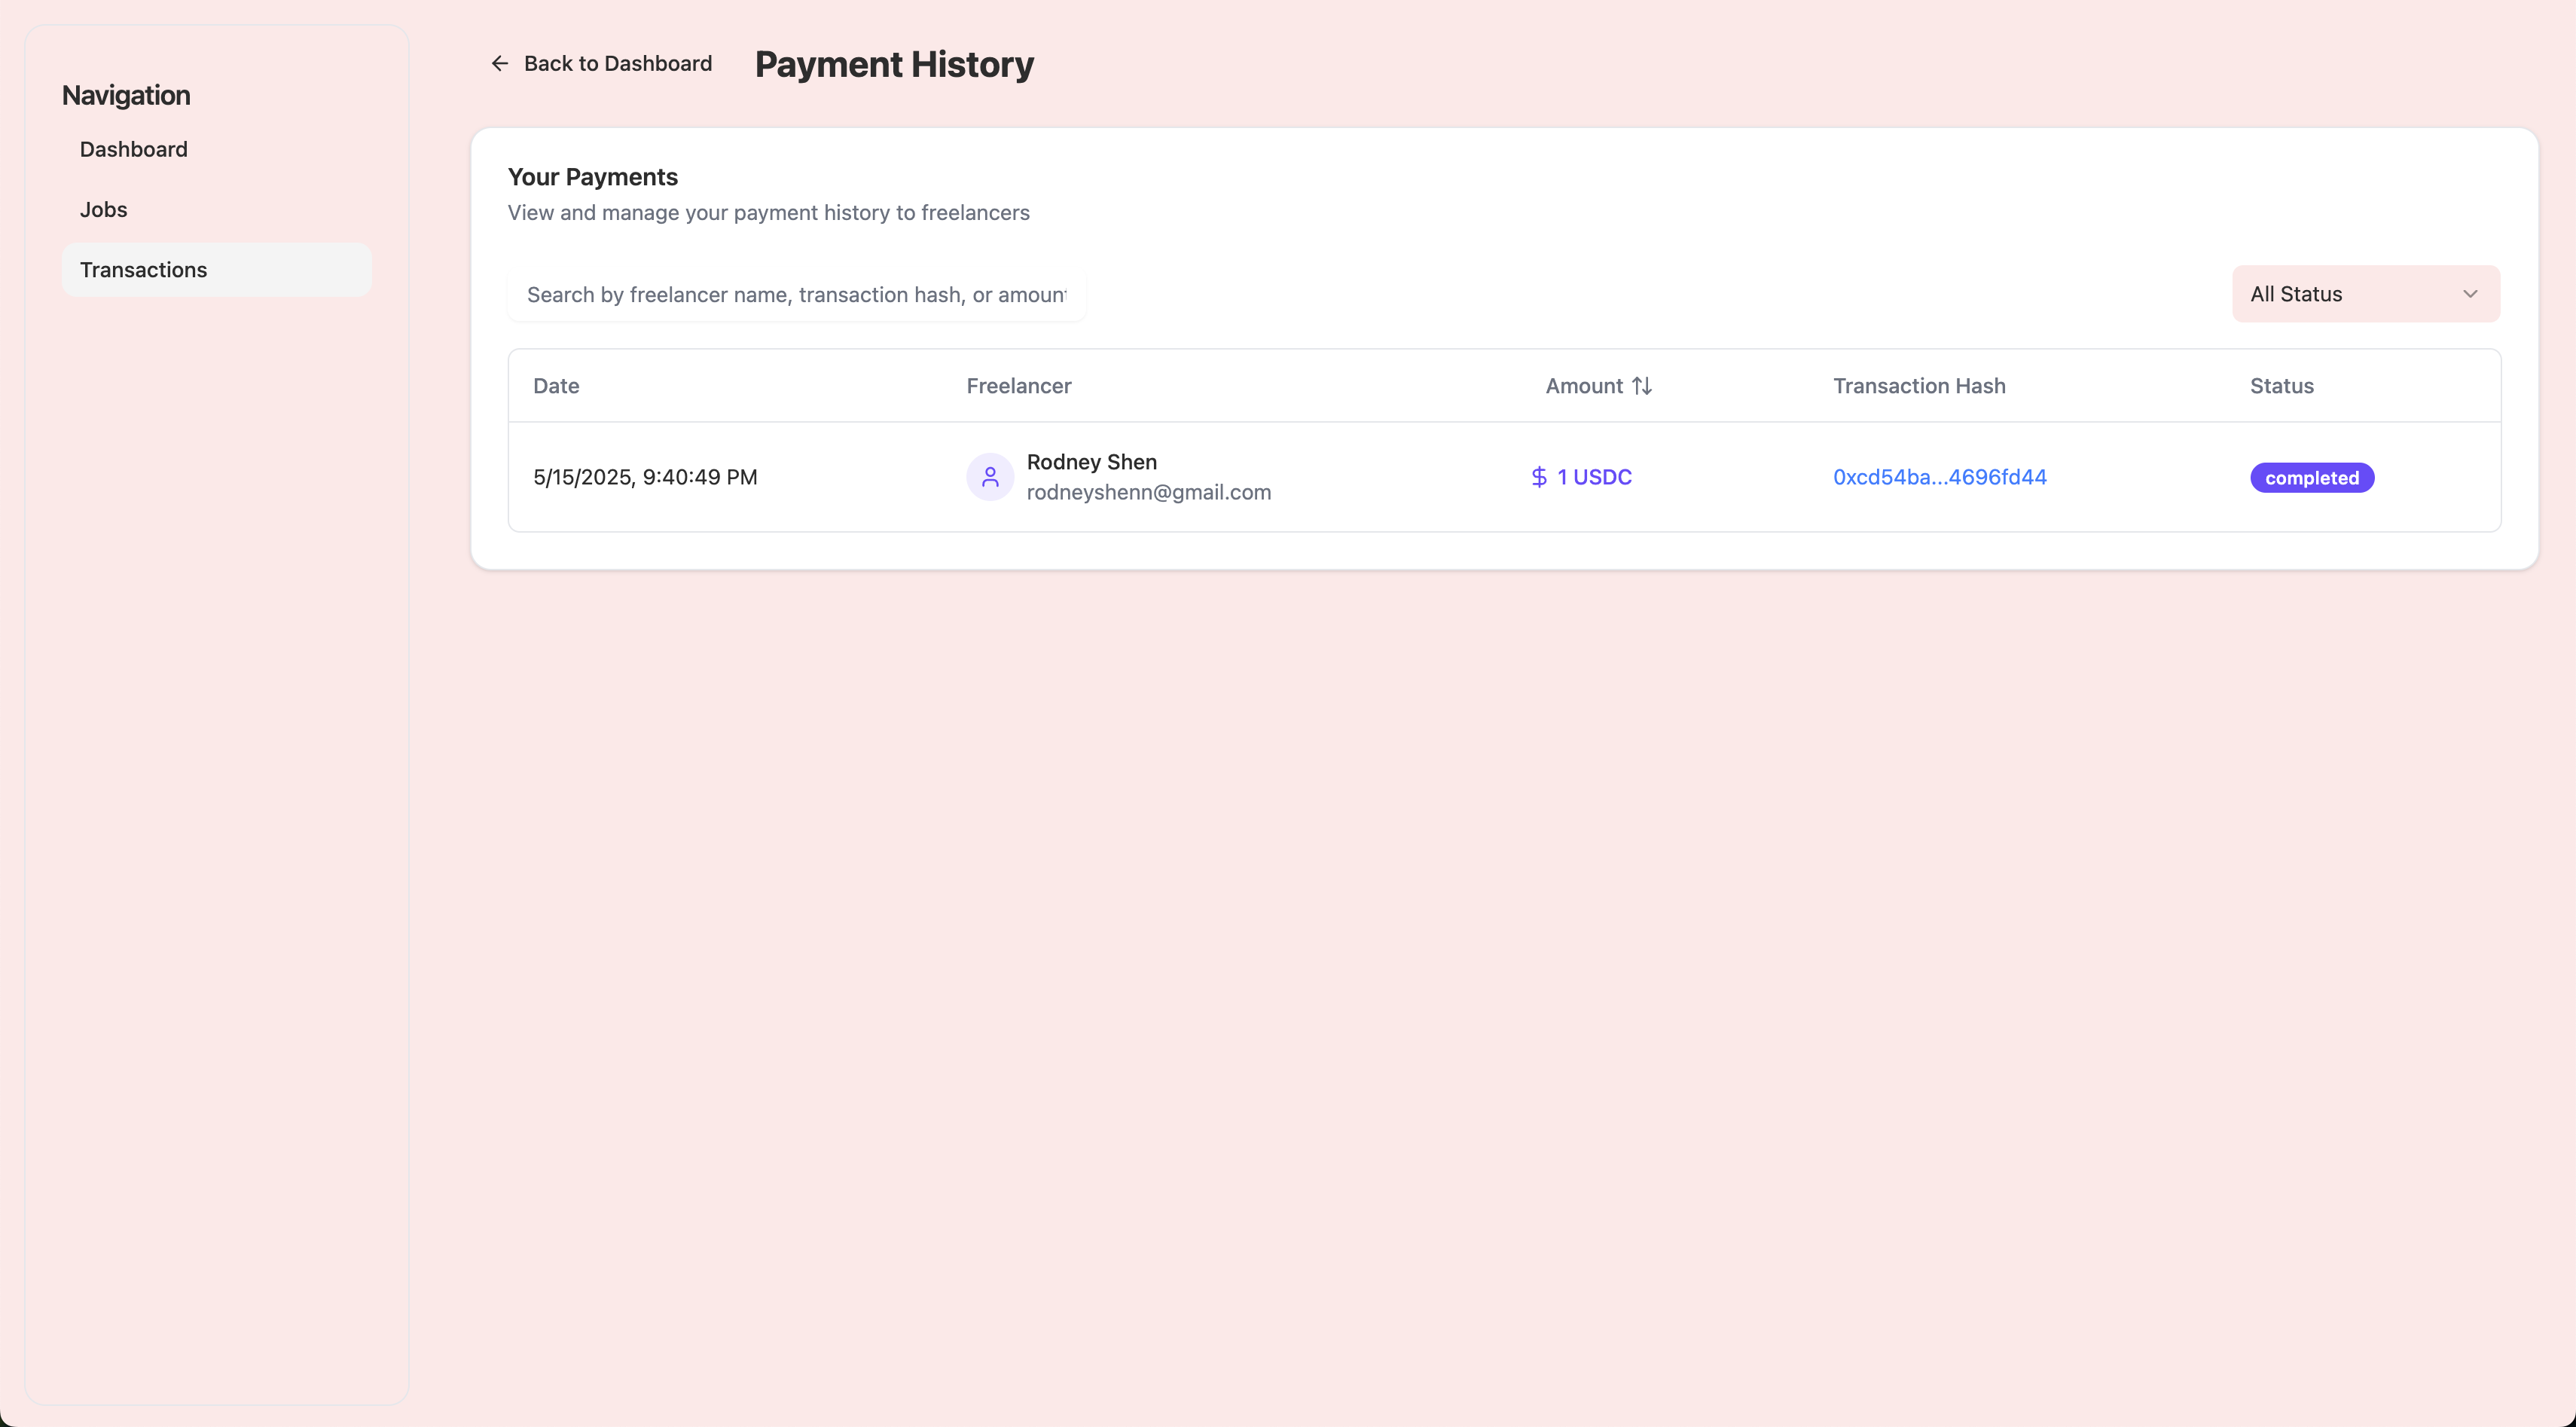 Navigation
Dashboard
Jobs
Transactions
Back to Dashboard
Payment History
Your Payments
View and manage your payment history to freelancers
Search by freelancer name, transaction hash, or amount
All Status
Date Freelancer Amount Transaction Hash Status
5/15/2025, 9:40:49 PM Rodney Shen rodneyshenn@gmail.com $ 1 USDC 0xcd54ba...4696fd44 completed